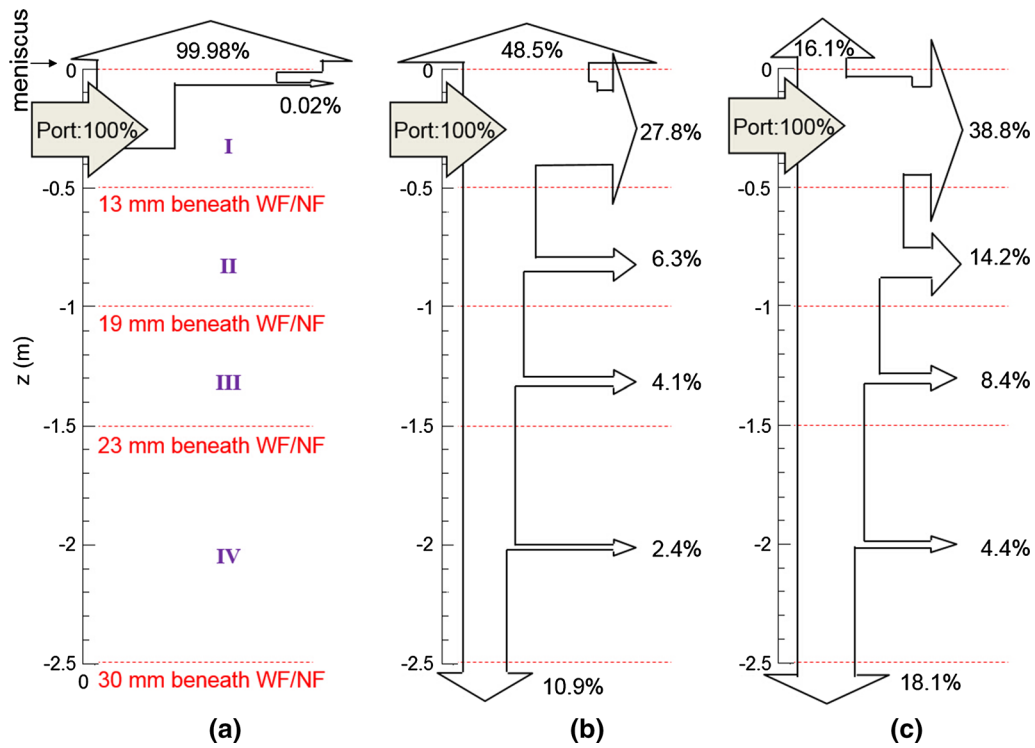 meniscus
z (m)
0
-0.5
-1
-1.5
-2
-2.5
0
99.98%
0.02%
Port:100%
I
13 mm beneath WF/NF
II
19 mm beneath WF/NF
III
23 mm beneath WF/NF
IV
30 mm beneath WF/NF
(a)
0
-0.5
-1
-1.5
-2
-2.5
48.5%
Port:100%
27.8%
6.3%
4.1%
2.4%
10.9%
(b)
0
-0.5
-1
-1.5
-2
-2.5
16.1%
Port:100%
38.8%
14.2%
8.4%
4.4%
18.1%
(c)